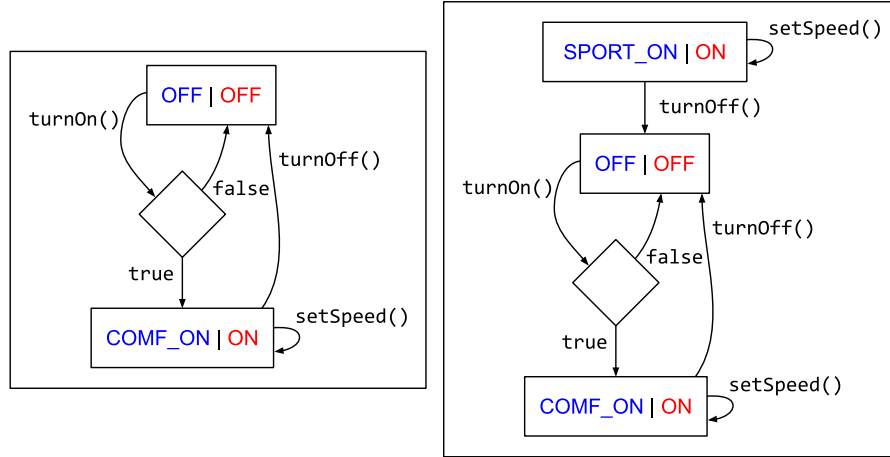 OFF | OFF
turnOn()
turnOff()
false
true
COMF_ON | ON
setSpeed()
SPORT_ON | ON
setSpeed()
turnOff()
OFF | OFF
turnOn()
turnOff()
false
true
COMF_ON | ON
setSpeed()